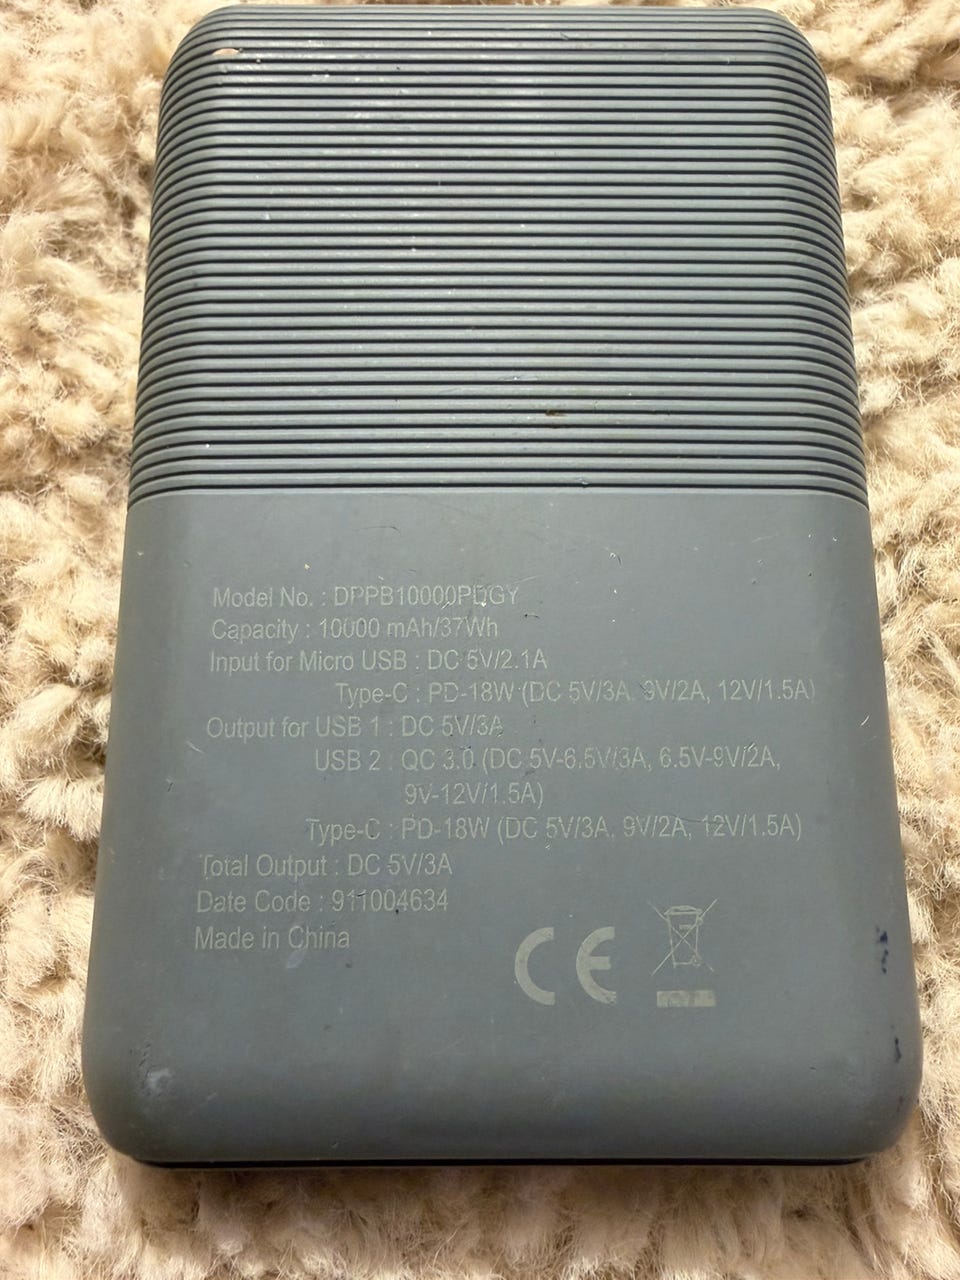 Model No. : DPPB10000PDGY
Capacity : 10000 mAh/37Wh
Input for Micro USB : DC 5V/2.1A
Type-C : PD-18W (DC 5V/3A, 9V/2A, 12V/1.5A)
Output for USB 1 : DC 5V/3A
USB 2 : QC 3.0 (DC 5V-6.5V/3A, 6.5V-9V/2A,
9V-12V/1.5A)
Type-C : PD-18W (DC 5V/3A, 9V/2A, 12V/1.5A)
Total Output : DC 5V/3A
Date Code : 911004634
Made in China
CE